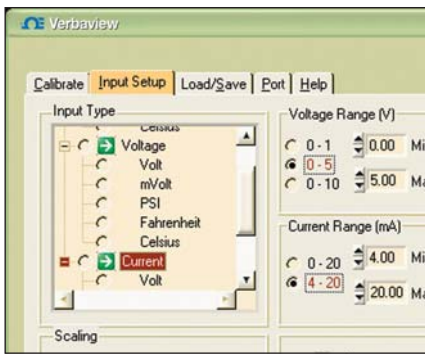 Verbaview
Calibrate Input Setup Load/Save Port Help
Input Type
Celsius
Voltage
Volt
mVolt
PSI
Fahrenheit
Celsius
Current
Volt
Voltage Range (V)
0 - 1 0.00
0 - 5
0 - 10 5.00
Current Range (mA)
0 - 20 4.00
4 - 20
20.00
Scaling